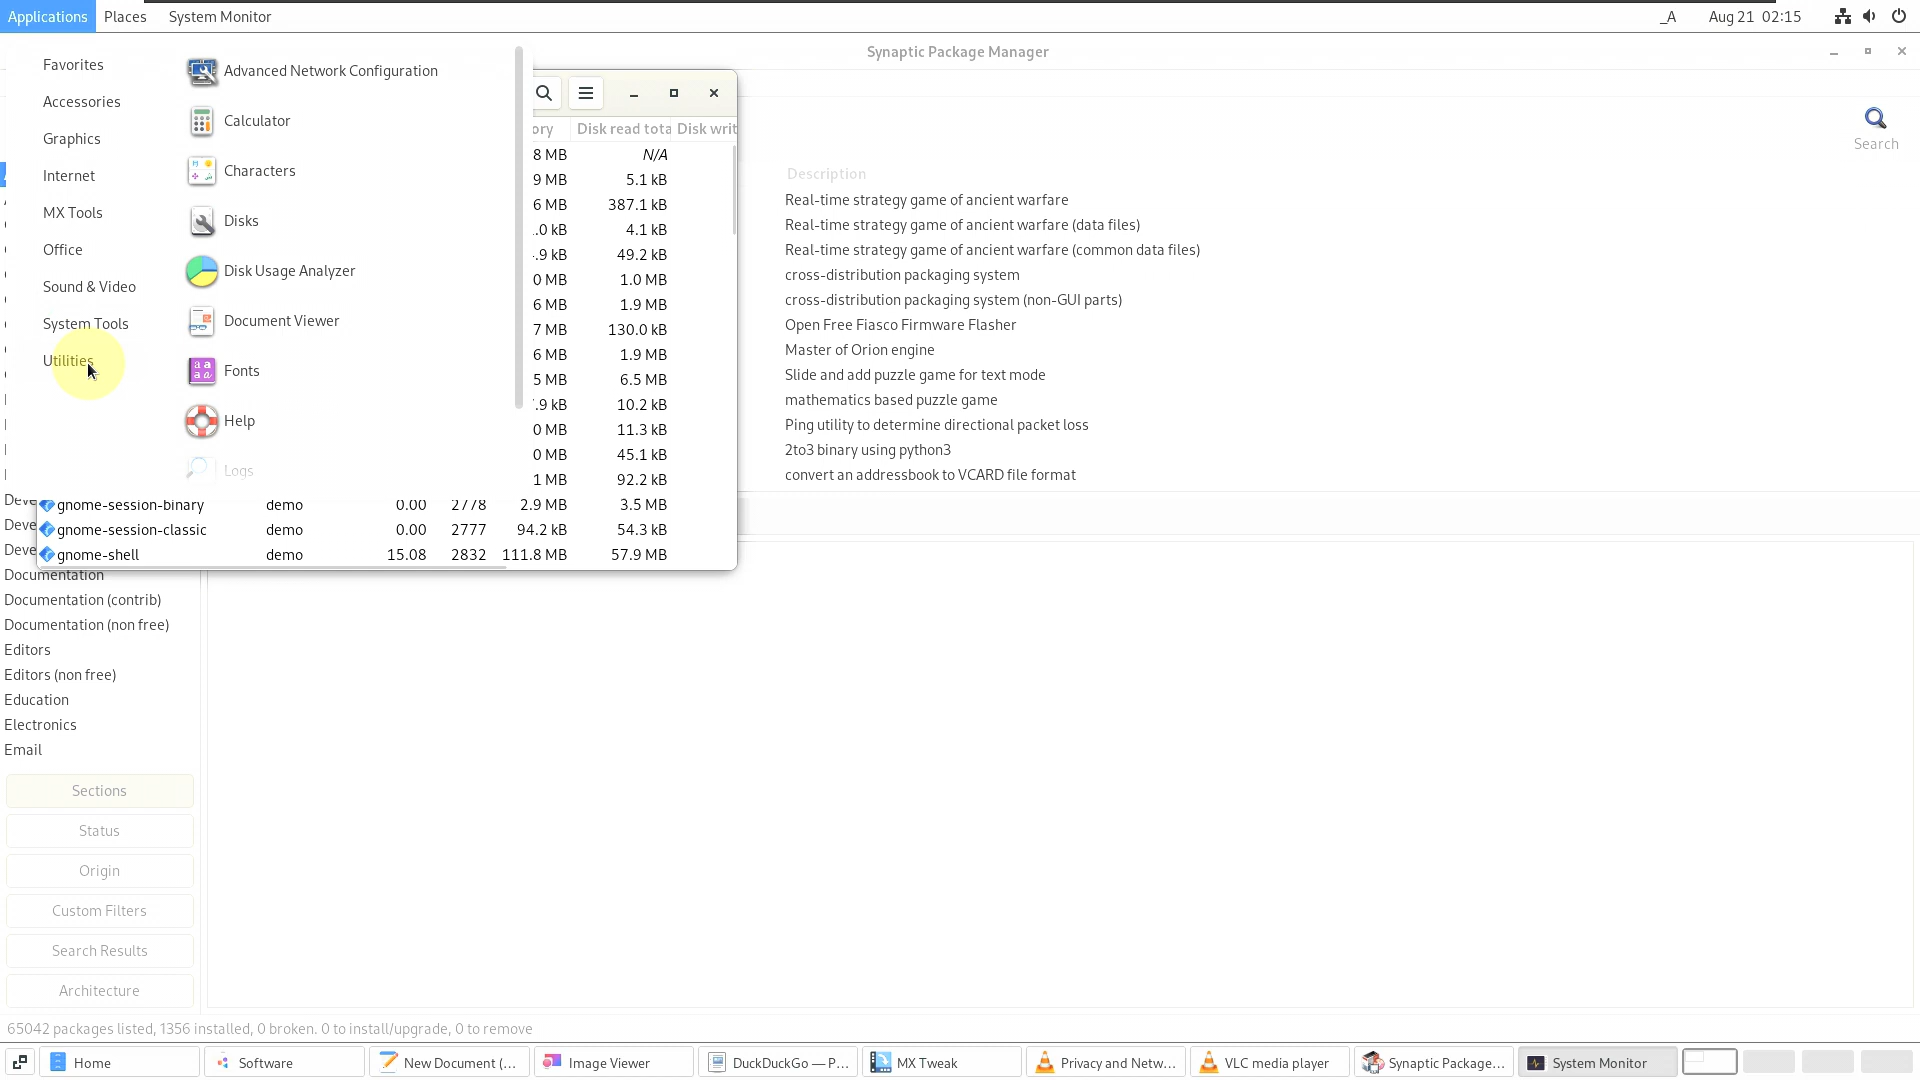 Applications Places System Monitor _A Aug 21 02:15
Synaptic Package Manager
Favorites
Accessories
Graphics
Internet
MX Tools
Office
Sound & Video
System Tools
Utilities
Advanced Network Configuration
Calculator
Characters
Disks
Disk Usage Analyzer
Document Viewer
Fonts
Help
Logs
ory Disk read tota Disk writ
8 MB N/A
9 MB 5.1 kB
6 MB 387.1 kB
.0 kB 4.1 kB
.9 kB 49.2 kB
0 MB 1.0 MB
6 MB 1.9 MB
7 MB 130.0 kB
6 MB 1.9 MB
5 MB 6.5 MB
.9 kB 10.2 kB
0 MB 11.3 kB
0 MB 45.1 kB
1 MB 92.2 kB
gnome-session-binary demo 0.00 2778 2.9 MB 3.5 MB
gnome-session-classic demo 0.00 2777 94.2 kB 54.3 kB
gnome-shell demo 15.08 2832 111.8 MB 57.9 MB
Search
Description
Real-time strategy game of ancient warfare
Real-time strategy game of ancient warfare (data files)
Real-time strategy game of ancient warfare (common data files)
cross-distribution packaging system
cross-distribution packaging system (non-GUI parts)
Open Free Fiasco Firmware Flasher
Master of Orion engine
Slide and add puzzle game for text mode
mathematics based puzzle game
Ping utility to determine directional packet loss
2to3 binary using python3
convert an addressbook to VCARD file format
Deve
Deve
Deve
Documentation
Documentation (contrib)
Documentation (non free)
Editors
Editors (non free)
Education
Electronics
Email
Sections
Status
Origin
Custom Filters
Search Results
Architecture
65042 packages listed, 1356 installed, 0 broken. 0 to install/upgrade, 0 to remove
Home Software New Document (... Image Viewer DuckDuckGo — P... MX Tweak Privacy and Netw... VLC media player Synaptic Package... System Monitor